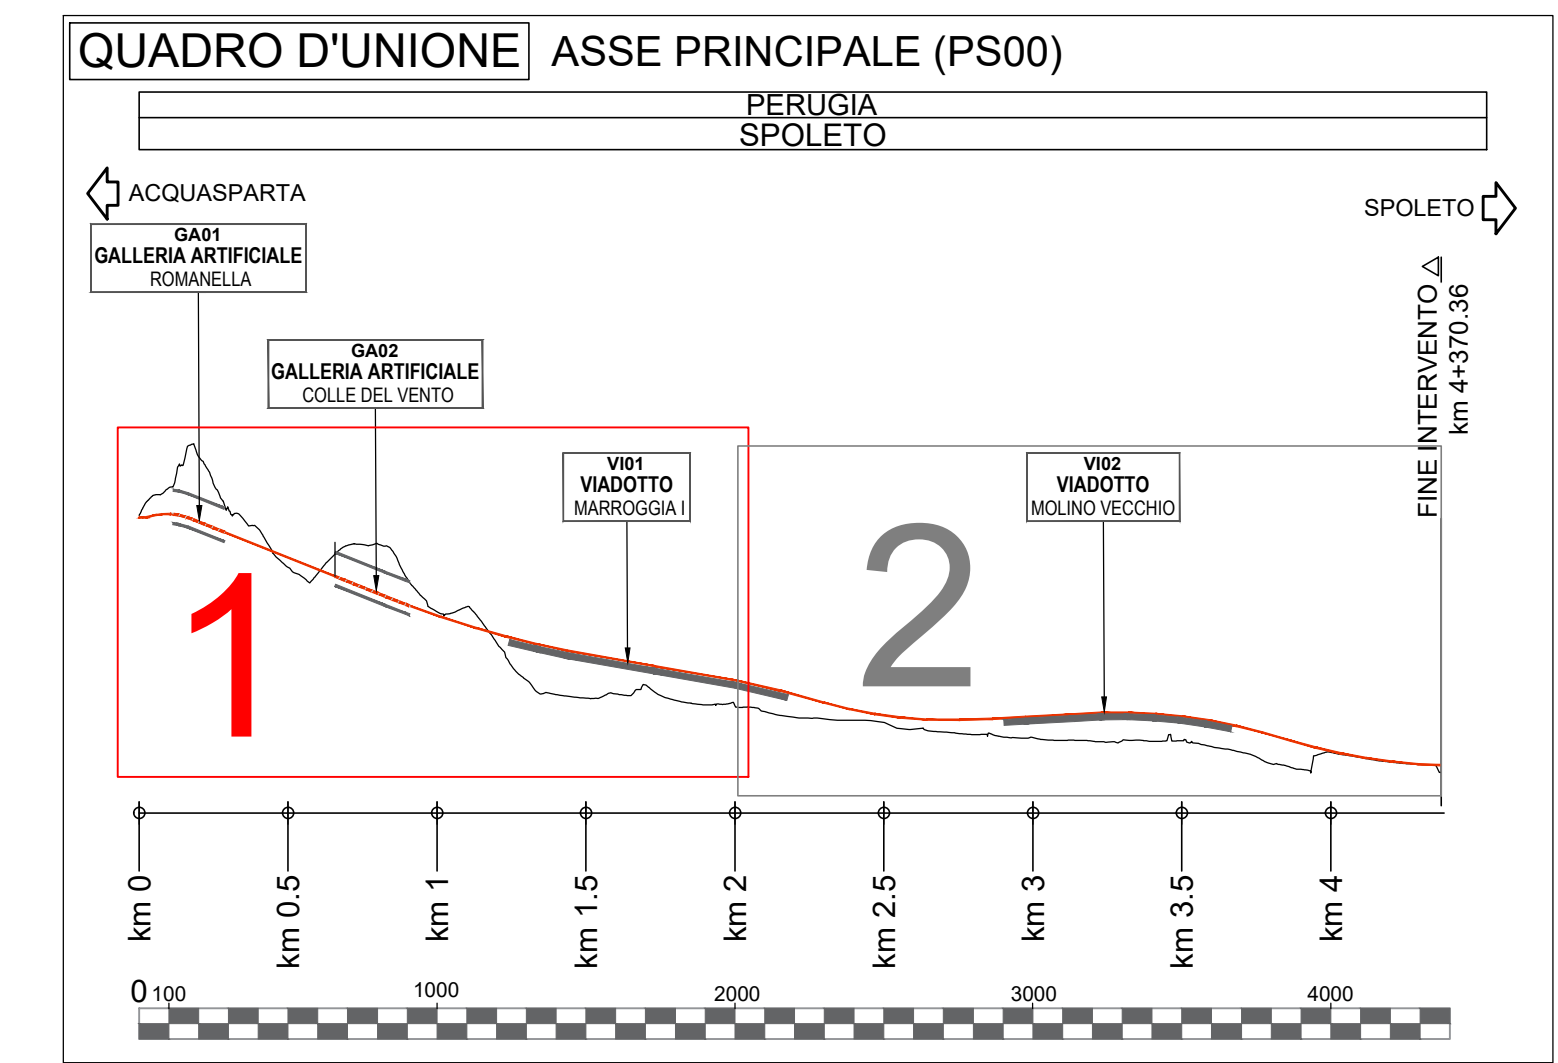 QUADRO D'UNIONE ASSE PRINCIPALE (PS00)
PERUGIA
SPOLETO
ACQUASPARTA
SPOLETO
GA01
GALLERIA ARTIFICIALE
ROMANELLA
FINE INTERVENTO
km 4+370.36
GA02
GALLERIA ARTIFICIALE
COLLE DEL VENTO
VI01
VIADOTTO
MARROGGIA I
VI02
VIADOTTO
MOLINO VECCHIO
1
2
km 0
km 0.5
km 1
km 1.5
km 2
km 2.5
km 3
km 3.5
km 4
0 100 1000 2000 3000 4000